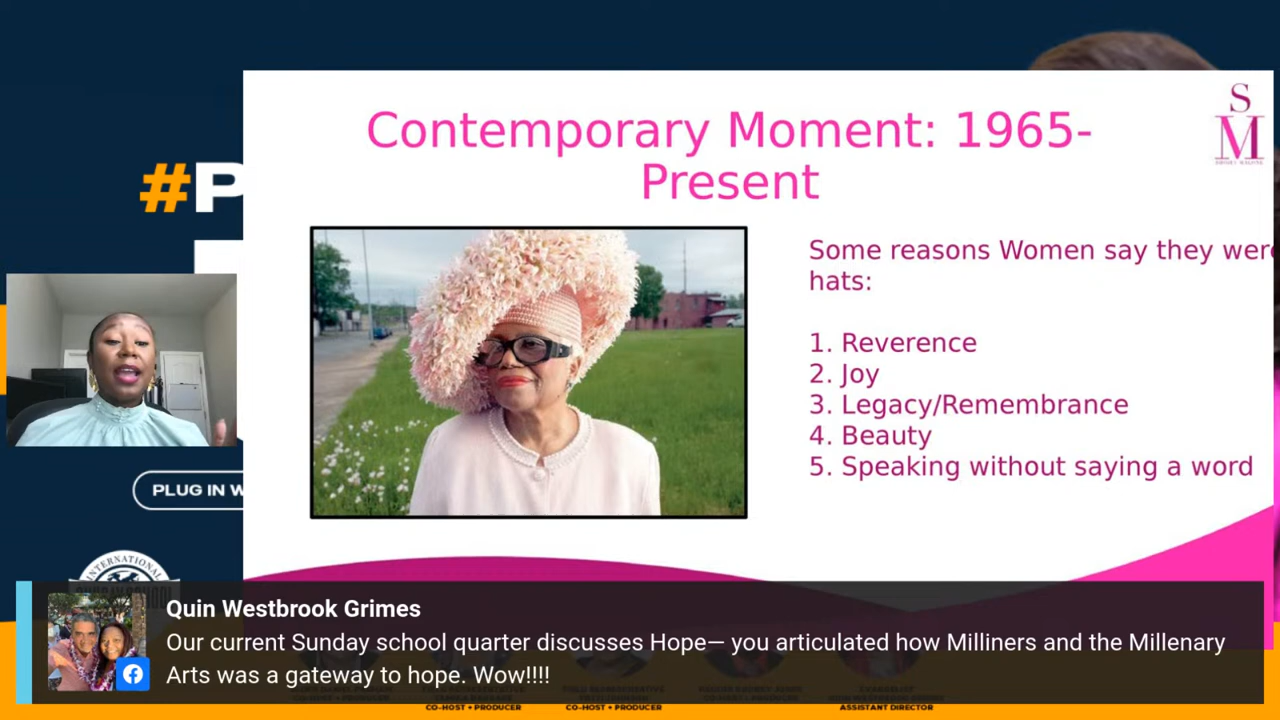 Contemporary Moment: 1965-
Present
S
M
#P
Some reasons Women say they were
hats:
1. Reverence
2. Joy
3. Legacy/Remembrance
4. Beauty
5. Speaking without saying a word
PLUG IN W
INTERNATIONAL
Quin Westbrook Grimes
Our current Sunday school quarter discusses Hope— you articulated how Milliners and the Millenary
Arts was a gateway to hope. Wow!!!!
CO-HOST + PRODUCER
CO-HOST + PRODUCER
ASSISTANT DIRECTOR